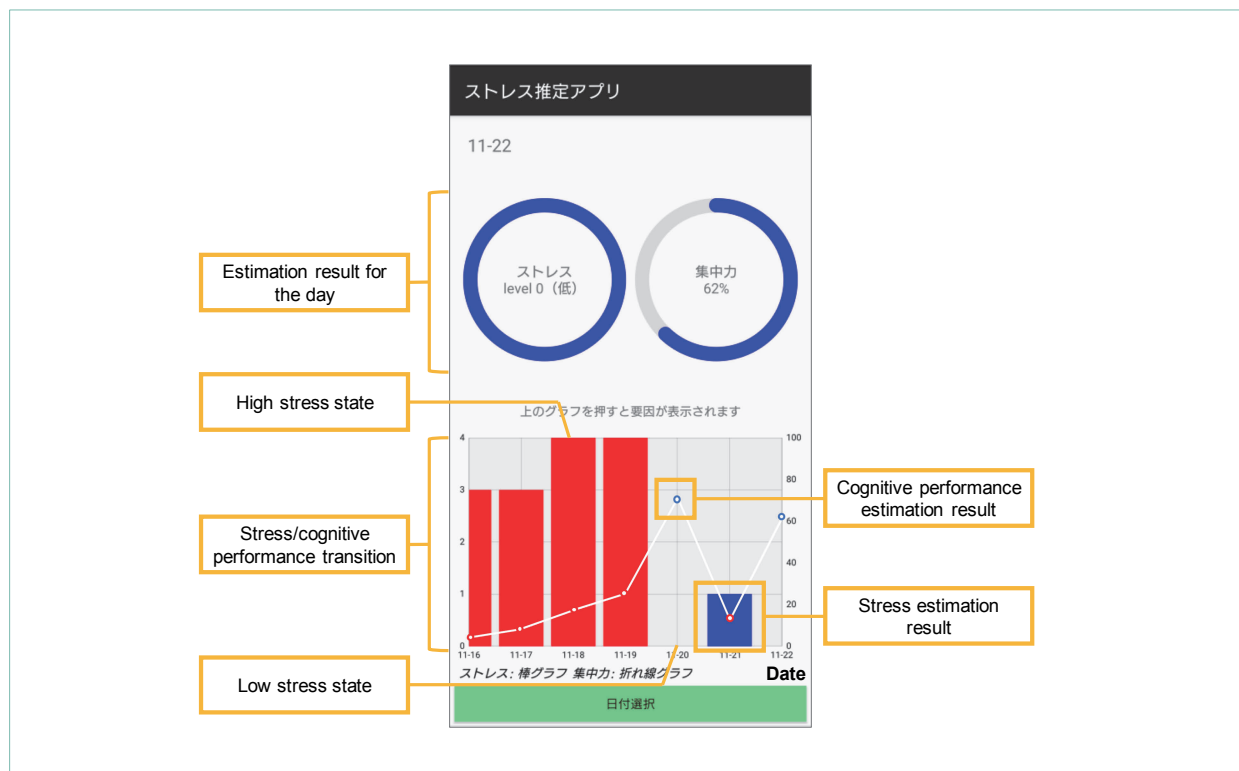 ストレス推定アプリ
11-22
Estimation result for
the day
ストレス
level 0（低）
集中力
62%
High stress state
上のグラフを押すと要因が表示されます
Stress/cognitive
performance transition
4
3
2
1
0
100
80
60
40
20
0
Cognitive performance
estimation result
Stress estimation
result
11-16
11-17
11-18
11-19
11-20
11-21
11-22
Low stress state
ストレス: 棒グラフ 集中力: 折れ線グラフ
Date
日付選択